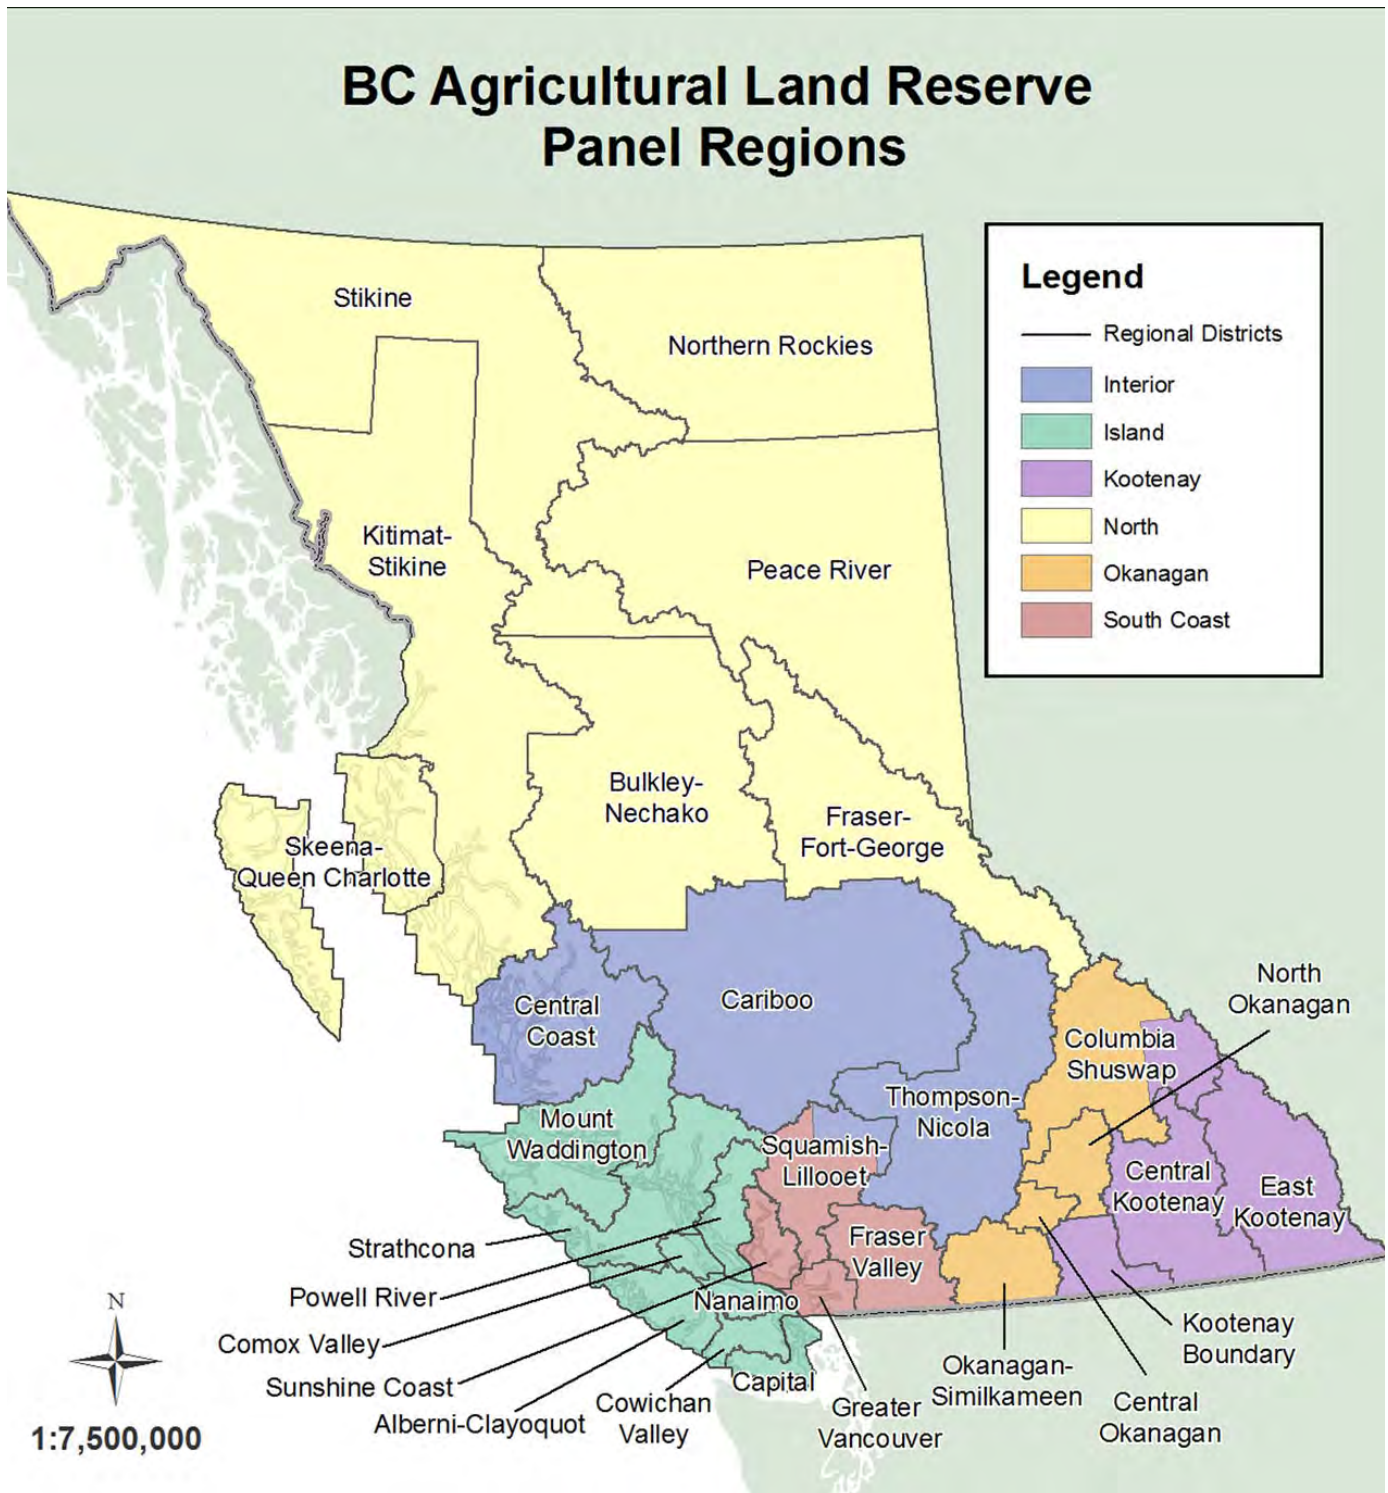 BC Agricultural Land Reserve
Panel Regions
Legend
Regional Districts
Interior
Island
Kootenay
North
Okanagan
South Coast
Stikine
Northern Rockies
Kitimat-
Stikine
Peace River
Bulkley-
Nechako
Fraser-
Fort-George
Skeena-
Queen Charlotte
North
Okanagan
Central
Coast
Cariboo
Columbia
Shuswap
Thompson-
Nicola
Mount
Waddington
Squamish-
Lillooet
Central
Kootenay
East
Kootenay
Fraser
Valley
Strathcona
Powell River
Nanaimo
Comox Valley
Kootenay
Boundary
Sunshine Coast
Capital
Okanagan-
Similkameen
Alberni-Clayoquot
Cowichan
Valley
Greater
Vancouver
Central
Okanagan
N
1:7,500,000